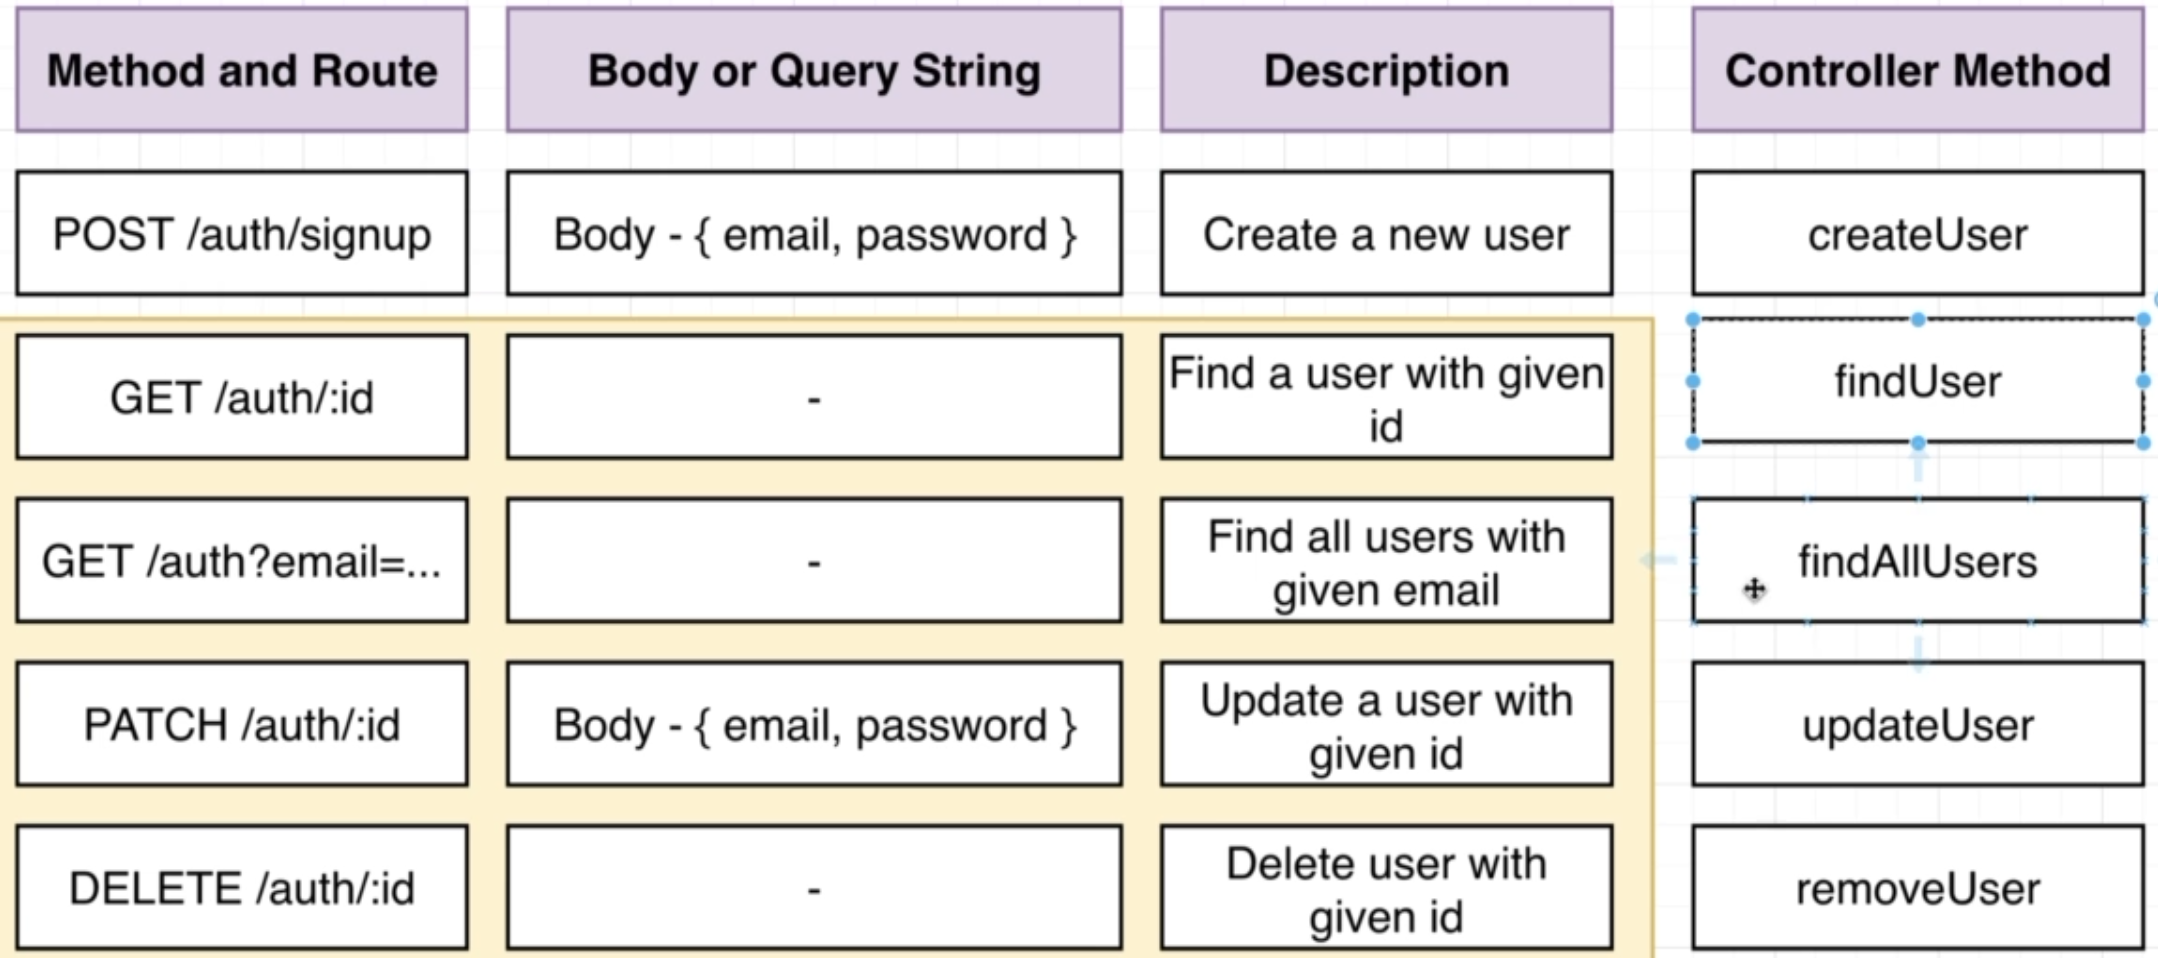 Method and Route
Body or Query String
Description
Controller Method
POST /auth/signup
Body - { email, password }
Create a new user
createUser
GET /auth/:id
-
Find a user with given
id
findUser
GET /auth?email=...
-
Find all users with
given email
findAllUsers
PATCH /auth/:id
Body - { email, password }
Update a user with
given id
updateUser
DELETE /auth/:id
-
Delete user with
given id
removeUser